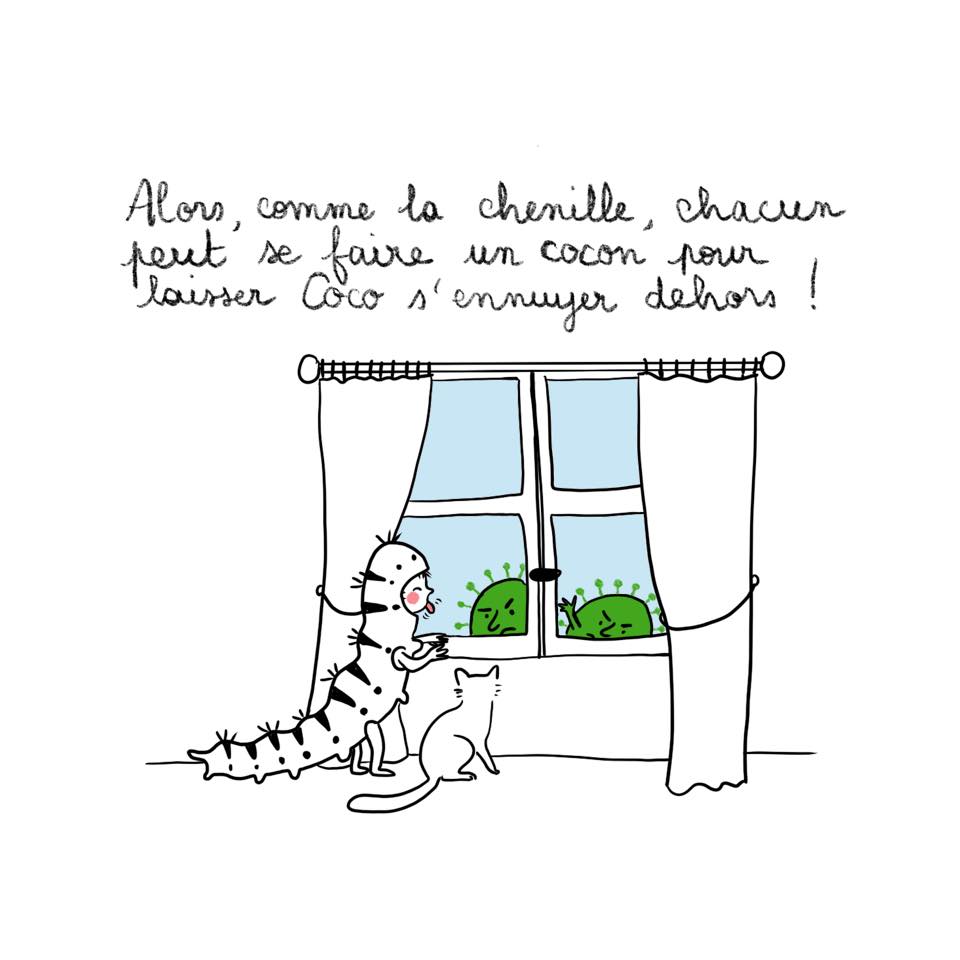 Alors, comme la chenille, chacun
peut se faire un cocon pour
laisser Coco s'ennuyer dehors !